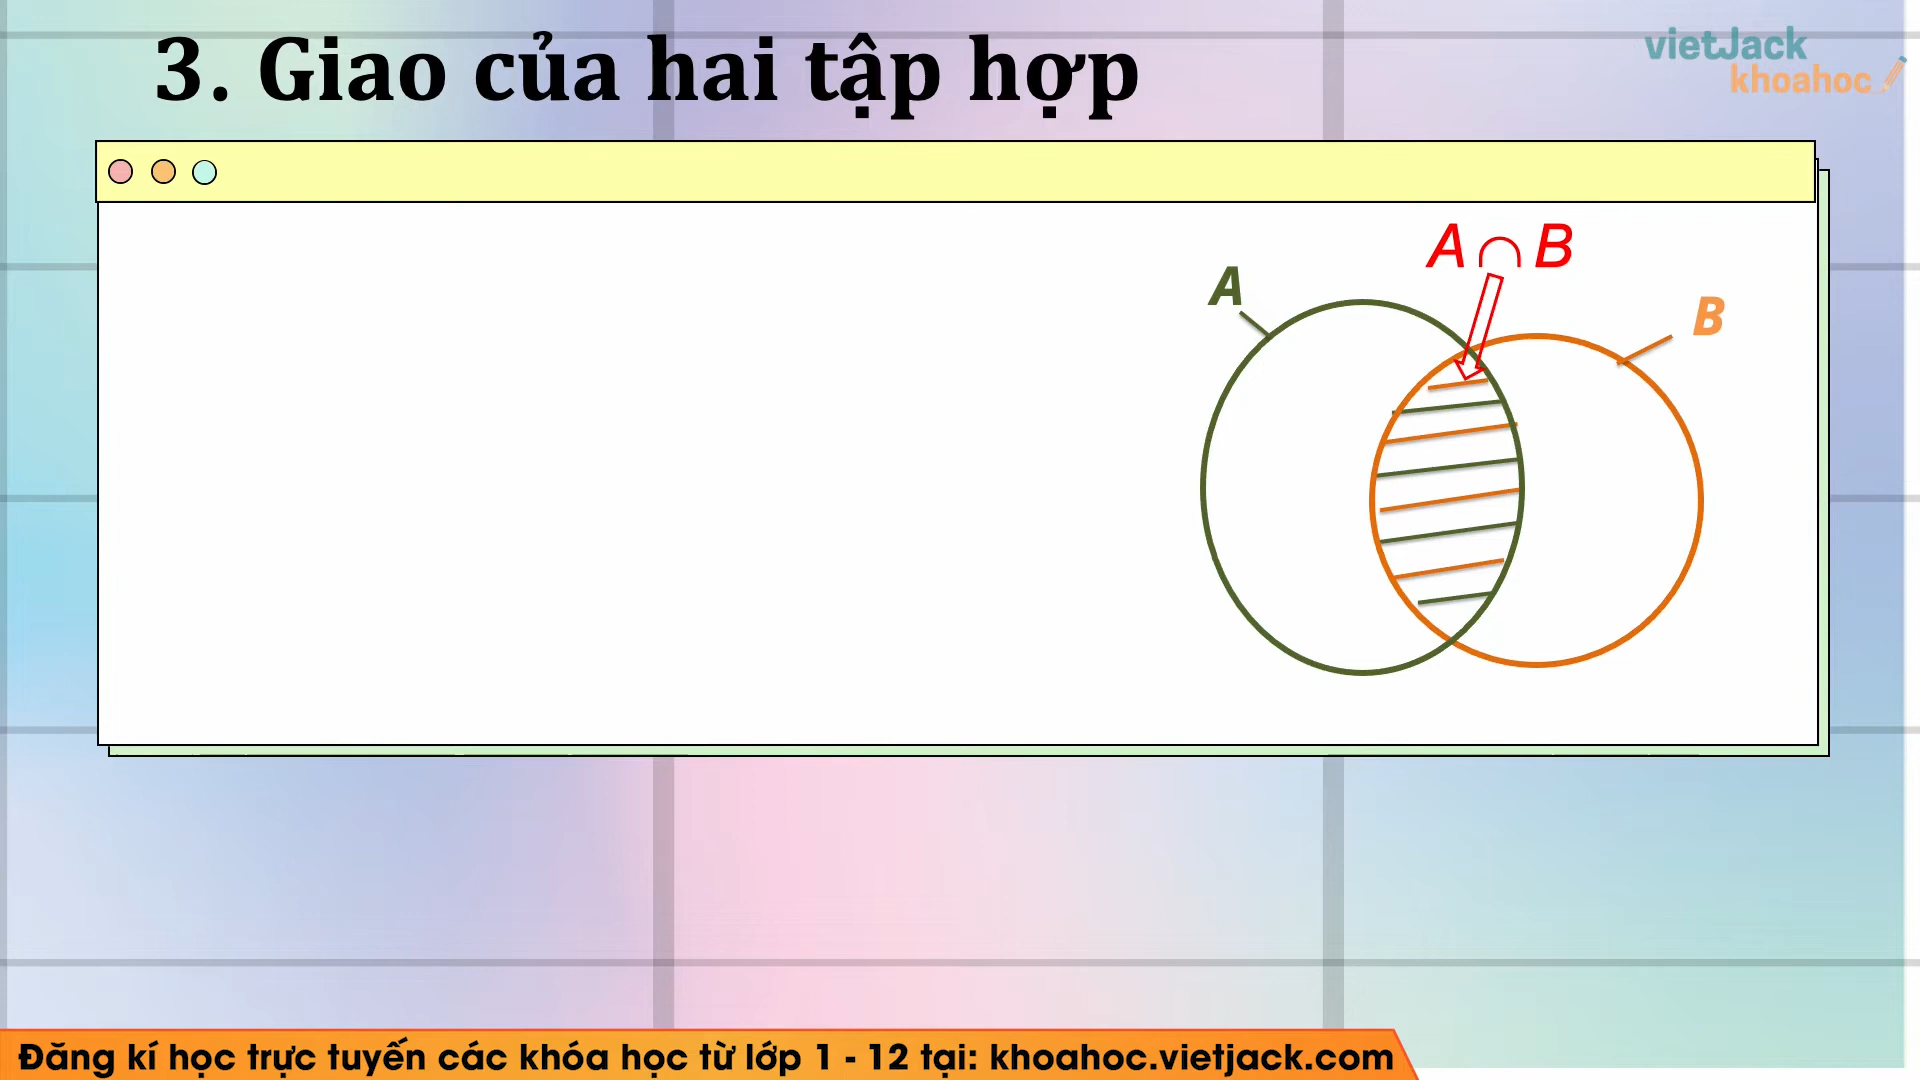 3. Giao của hai tập hợp
vietJack
khoahoc
A ∩ B
A
B
Đăng kí học trực tuyến các khóa học từ lớp 1 - 12 tại: khoahoc.vietjack.com